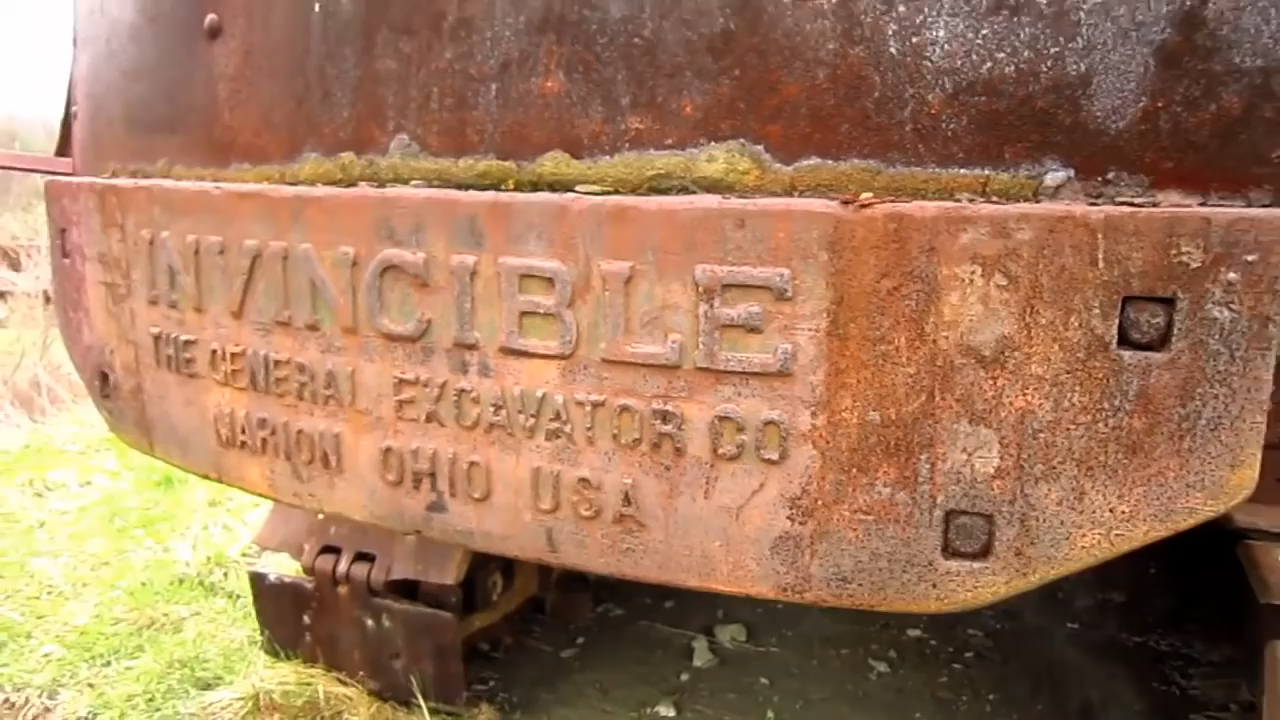 INVINCIBLE
THE GENERAL EXCAVATOR CO
MARION OHIO USA